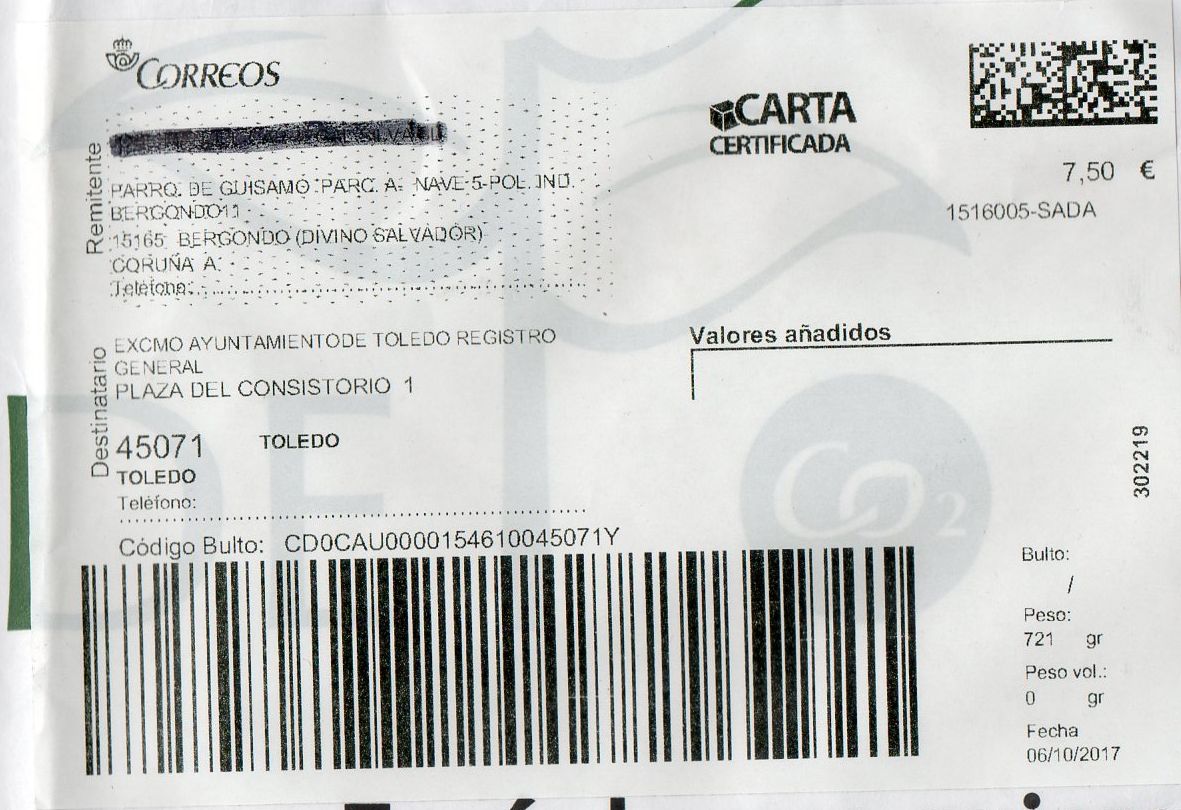 CORREOS
CARTA
CERTIFICADA
7,50 €
1516005-SADA
Remitente
PARRO. DE GUISAMO PARC. A. NAVE 5-POL. IND.
BERGONDO11
15165 BERGONDO (DIVINO SALVADOR)
CORUÑA A.
Teléfono:
Destinatario
EXCMO AYUNTAMIENTODE TOLEDO REGISTRO
GENERAL
PLAZA DEL CONSISTORIO 1
45071 TOLEDO
TOLEDO
Teléfono:
Valores añadidos
CO2
302219
Código Bulto: CD0CAU0000154610045071Y
Bulto:
/
Peso:
721 gr
Peso vol.:
0 gr
Fecha
06/10/2017